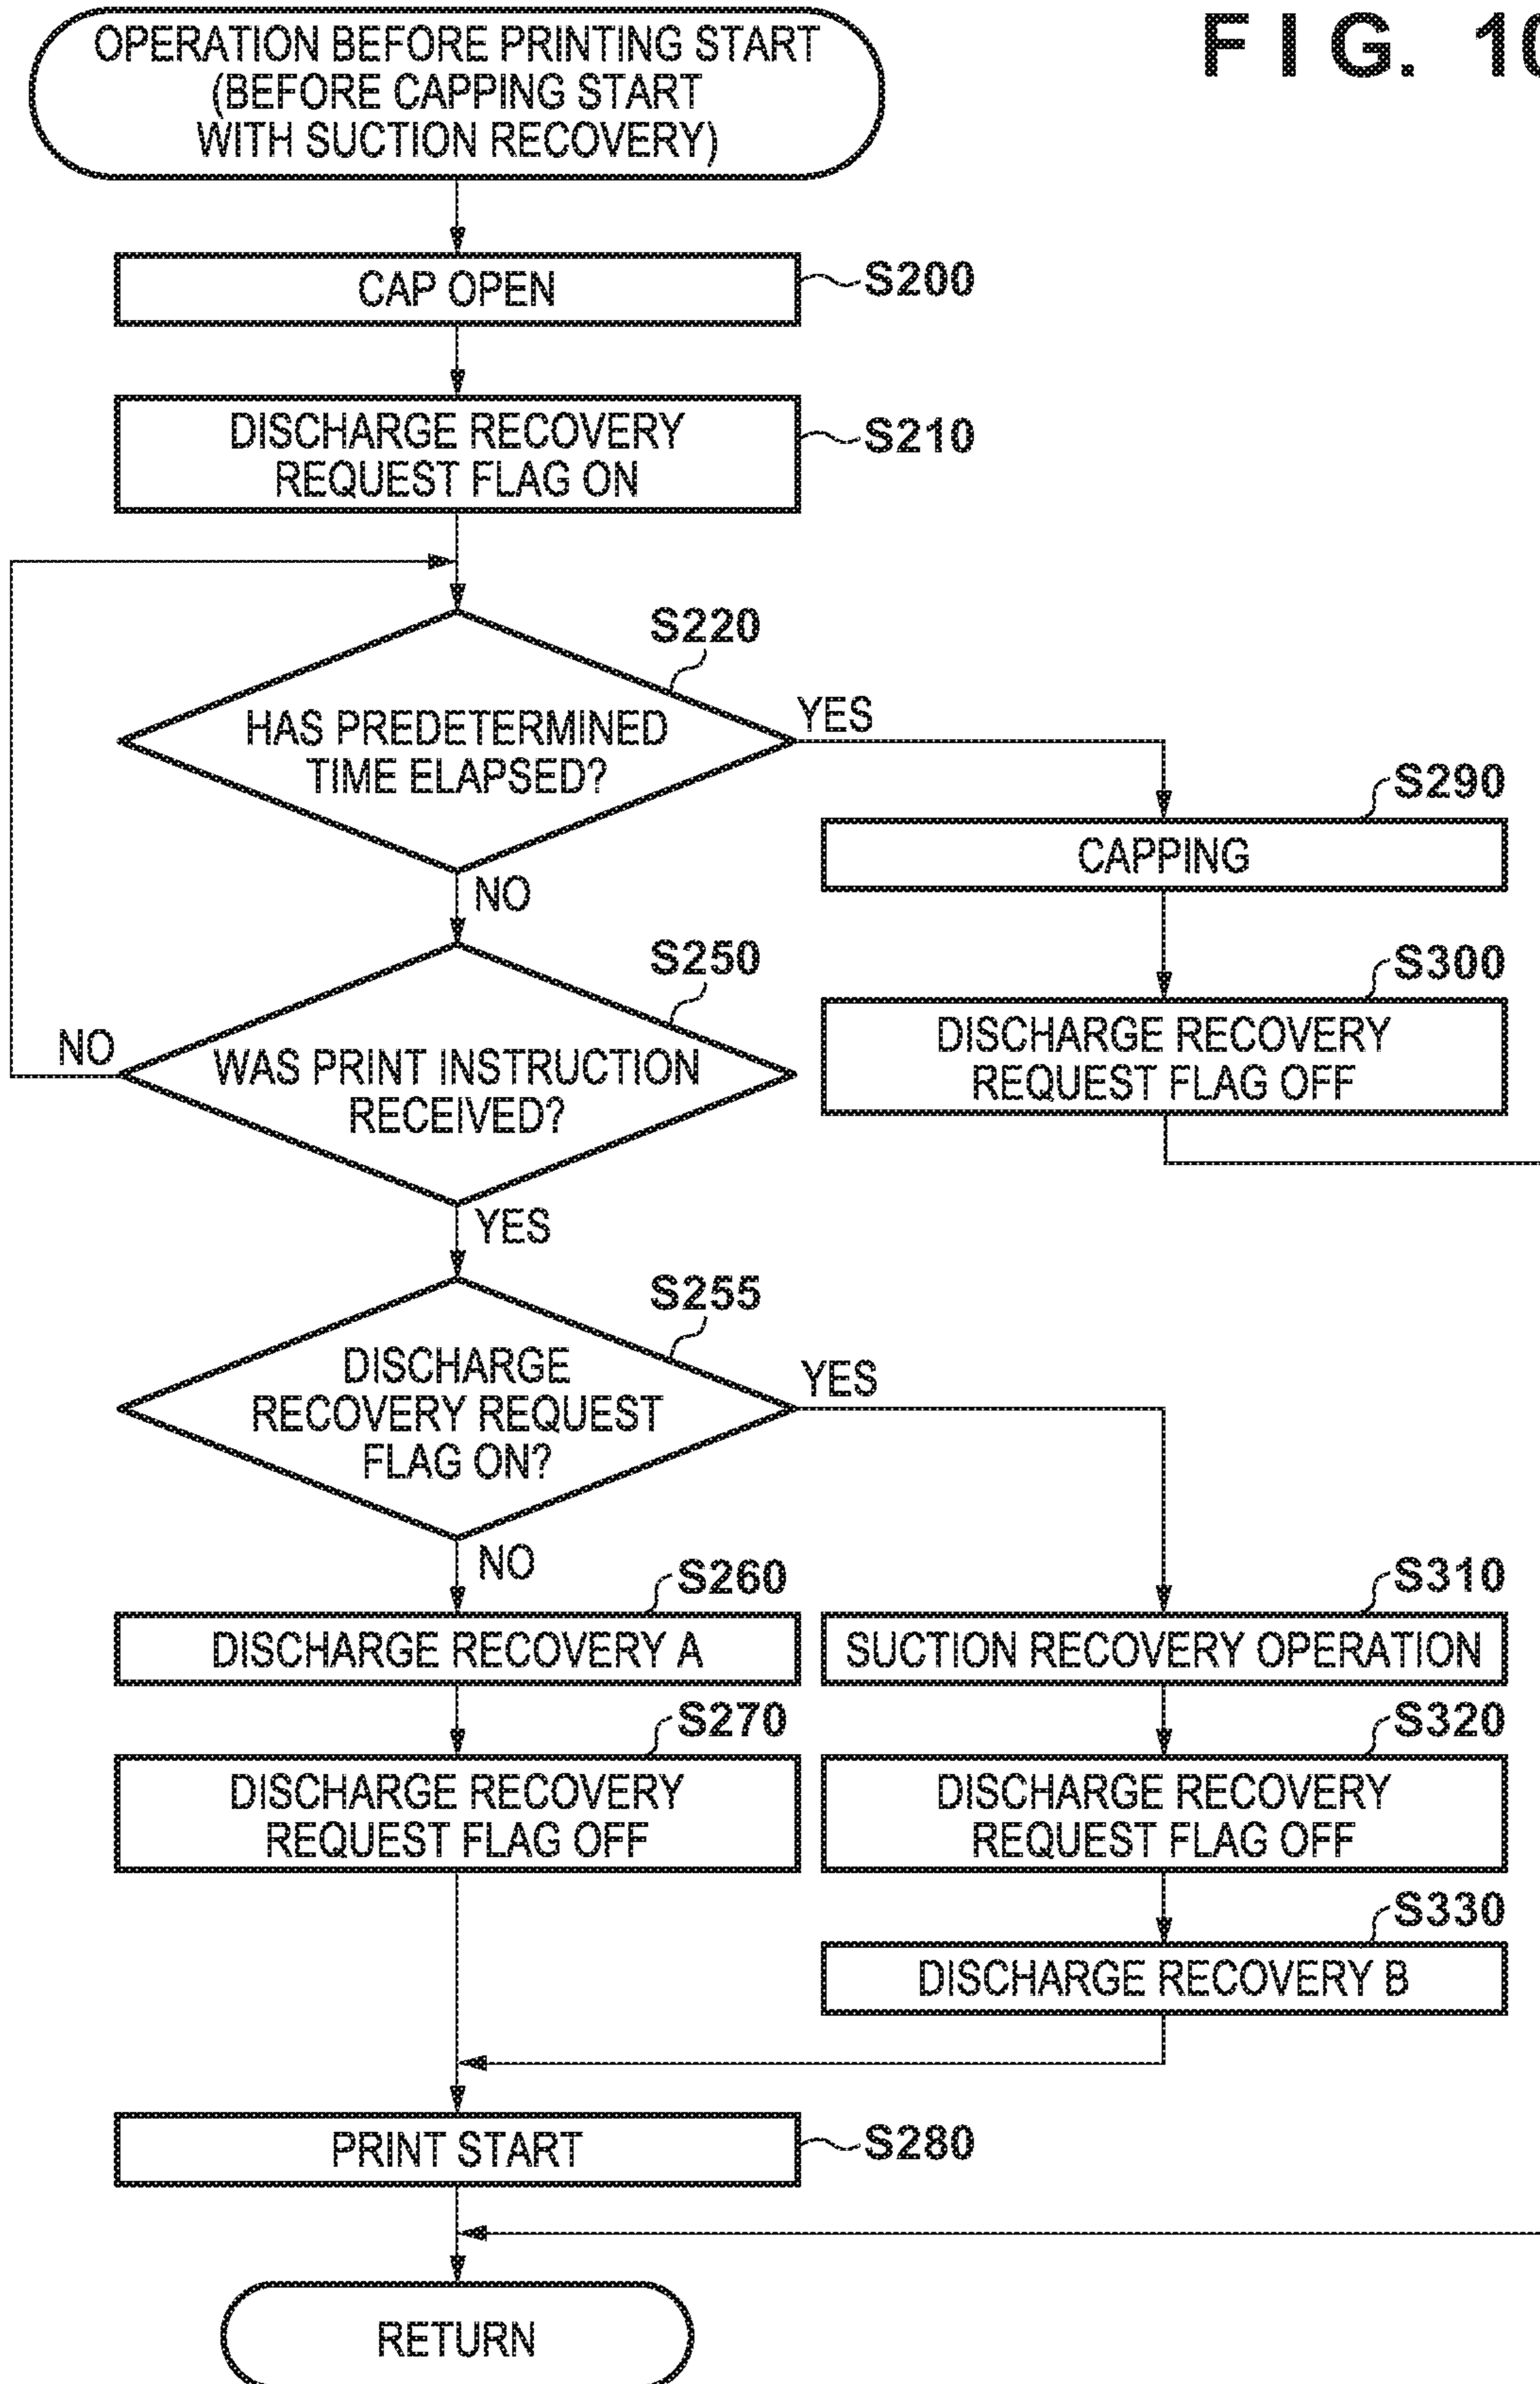 FIG. 10
OPERATION BEFORE PRINTING START
(BEFORE CAPPING START
WITH SUCTION RECOVERY)
CAP OPEN
S200
DISCHARGE RECOVERY
REQUEST FLAG ON
S210
S220
HAS PREDETERMINED
TIME ELAPSED?
YES
NO
S290
CAPPING
S300
DISCHARGE RECOVERY
REQUEST FLAG OFF
S250
WAS PRINT INSTRUCTION
RECEIVED?
NO
YES
S255
DISCHARGE
RECOVERY REQUEST
FLAG ON?
YES
NO
S260
DISCHARGE RECOVERY A
S270
DISCHARGE RECOVERY
REQUEST FLAG OFF
S310
SUCTION RECOVERY OPERATION
S320
DISCHARGE RECOVERY
REQUEST FLAG OFF
S330
DISCHARGE RECOVERY B
PRINT START
S280
RETURN